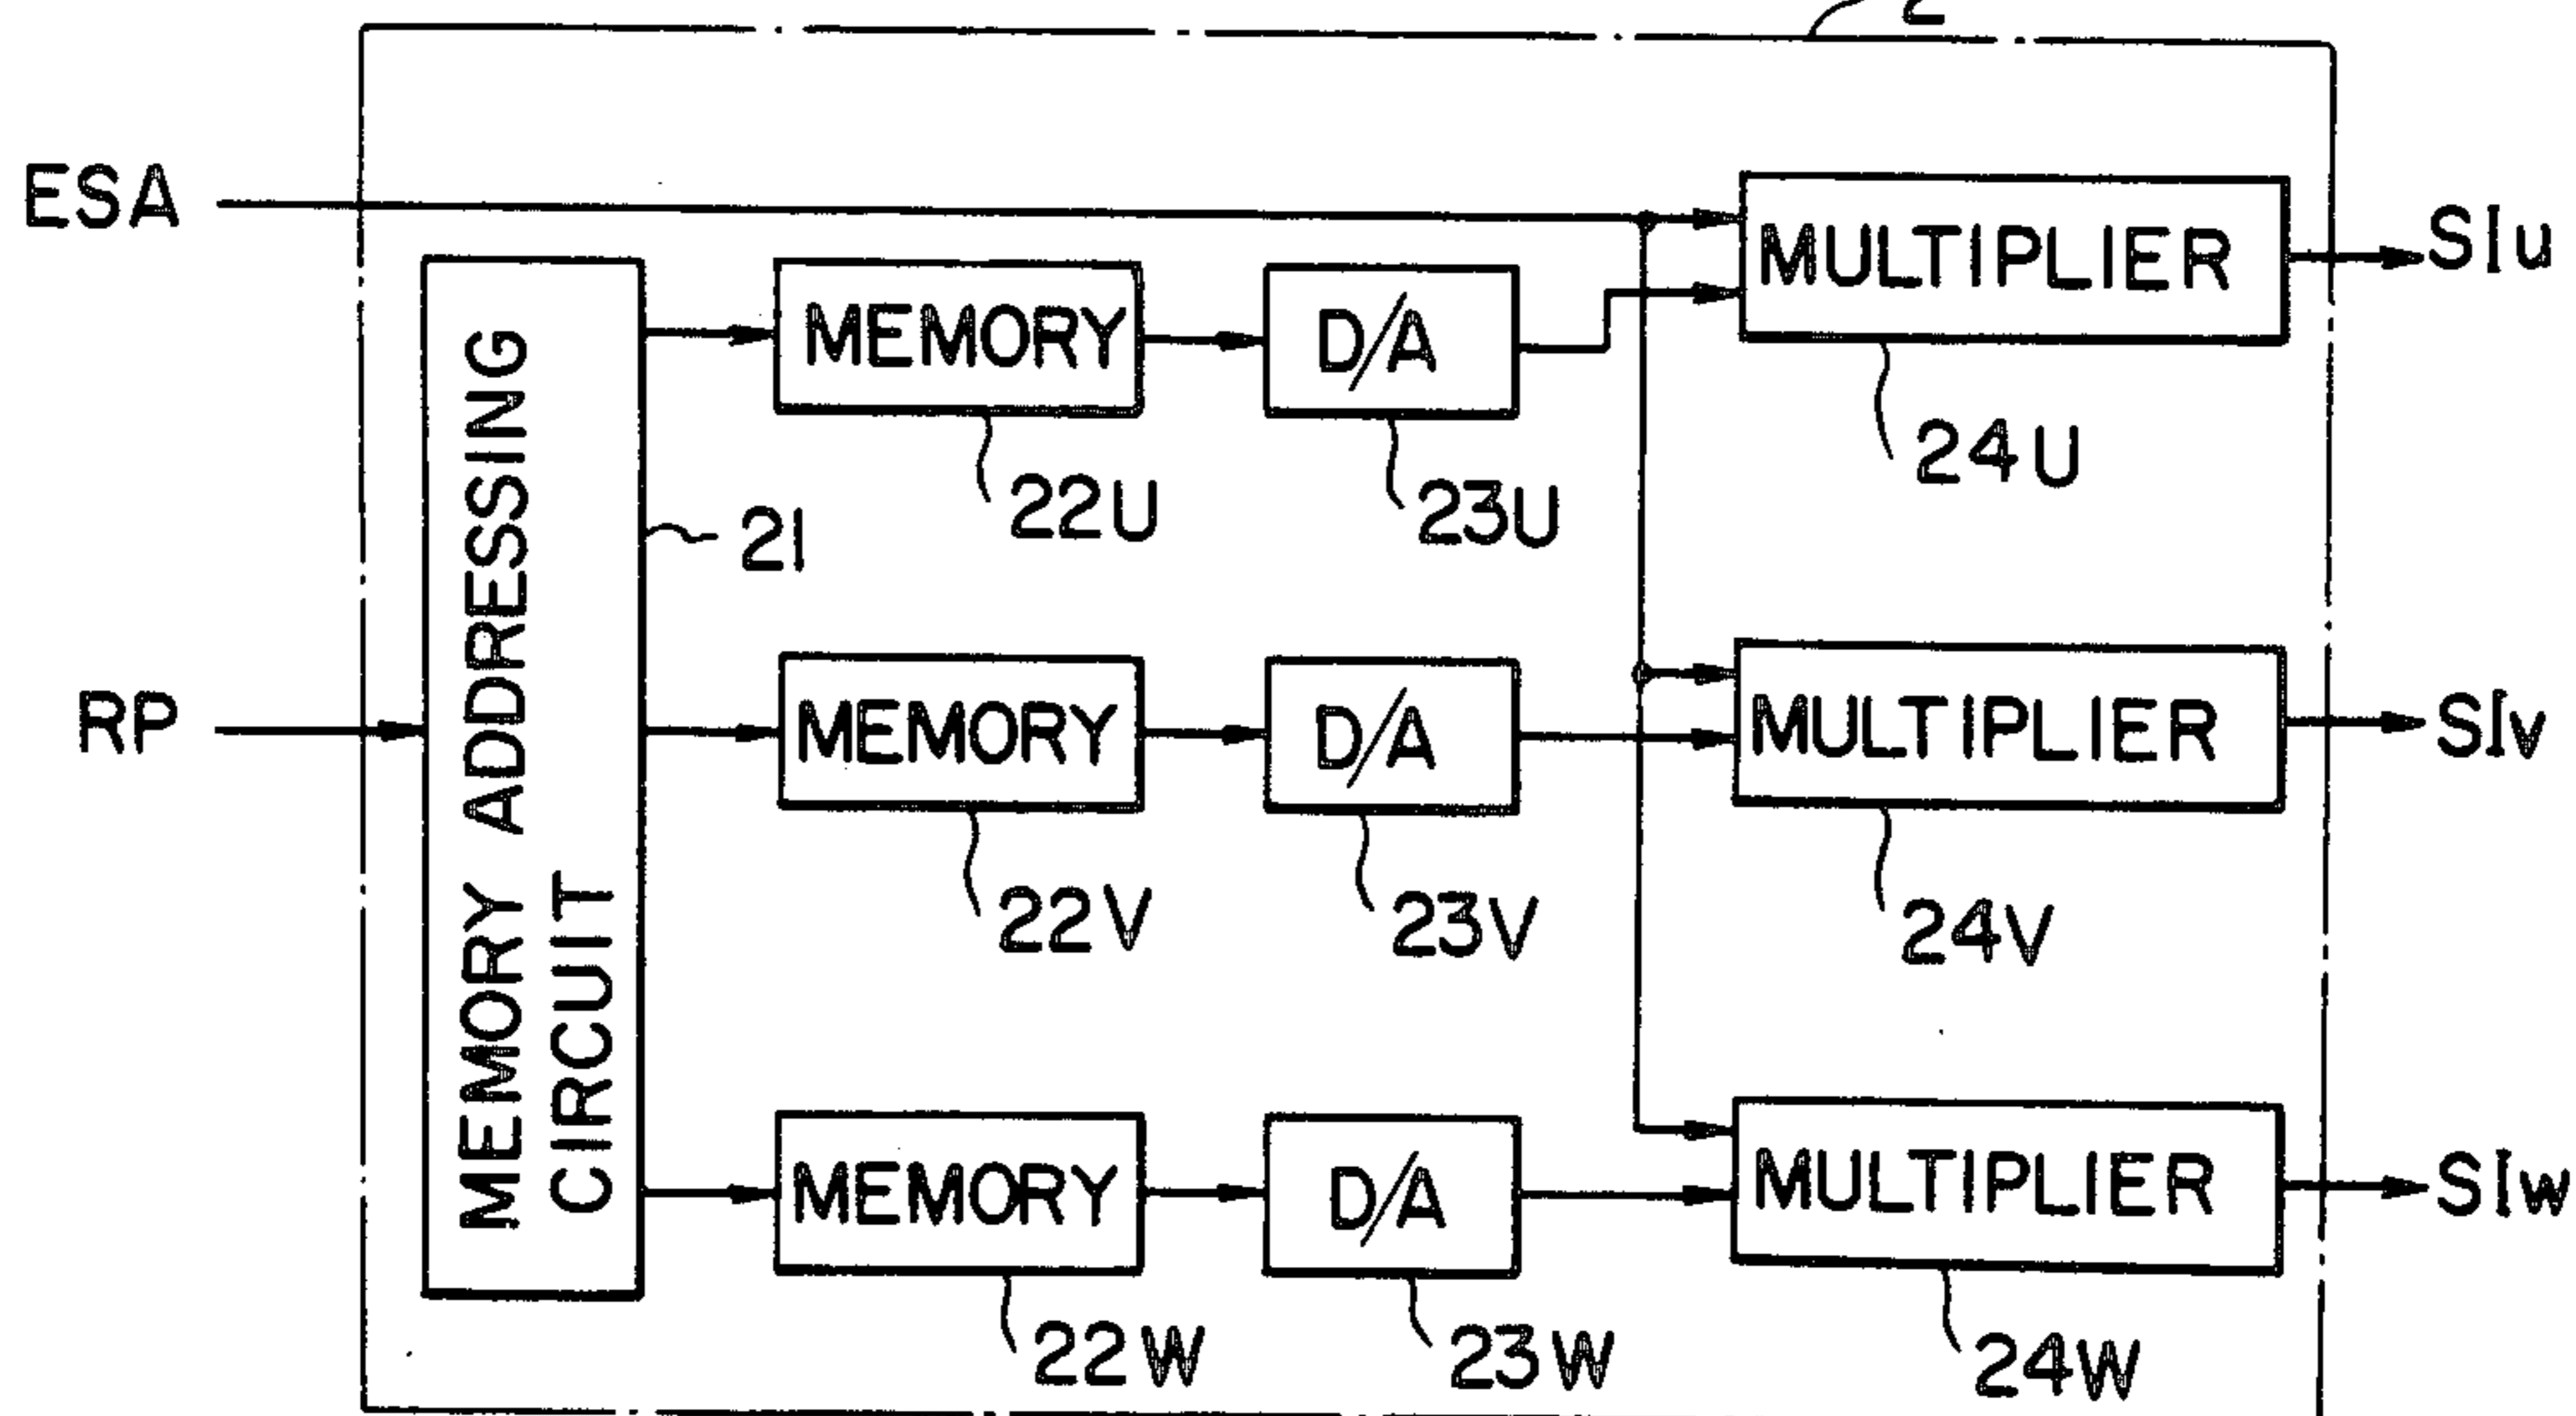 2
ESA
MULTIPLIER
SIu
MEMORY
D/A
24U
22U
23U
21
MEMORY ADDRESSING
CIRCUIT
RP
MEMORY
D/A
MULTIPLIER
SIv
22V
23V
24V
MEMORY
D/A
MULTIPLIER
SIw
22W
23W
24W